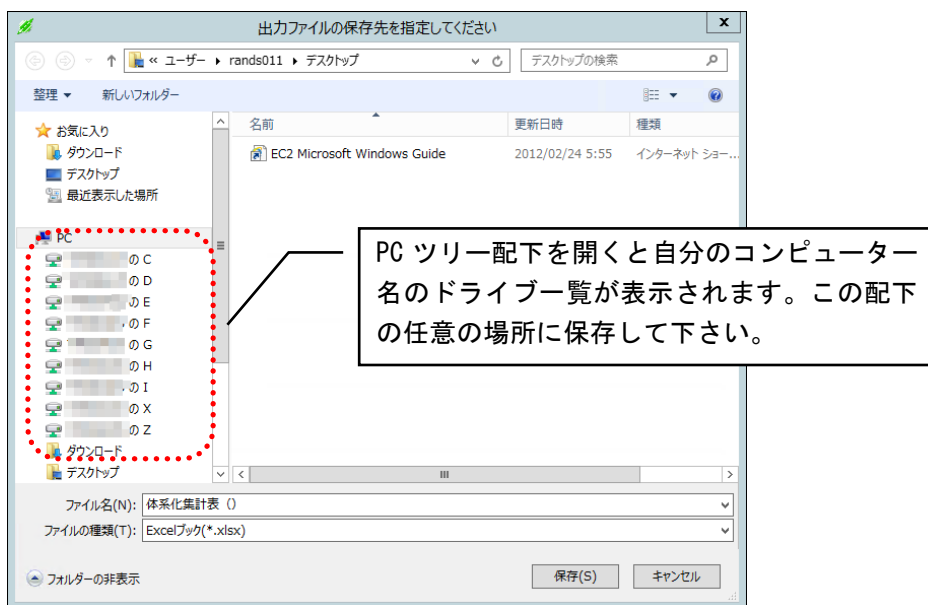 出力ファイルの保存先を指定してください
x
« ユーザー ▸ rands011 ▸ デスクトップ
デスクトップの検索
整理 ▼ 新しいフォルダー
お気に入り
ダウンロード
デスクトップ
最近表示した場所
PC
の C
の D
の E
の F
の G
の H
の I
の X
の Z
ダウンロード
デスクトップ
名前 更新日時 種類
EC2 Microsoft Windows Guide 2012/02/24 5:55 インターネット ショー...
PC ツリー配下を開くと自分のコンピューター
名のドライブ一覧が表示されます。この配下
の任意の場所に保存して下さい。
ファイル名(N): 体系化集計表 ()
ファイルの種類(T): Excelブック(*.xlsx)
フォルダーの非表示 保存(S) キャンセル